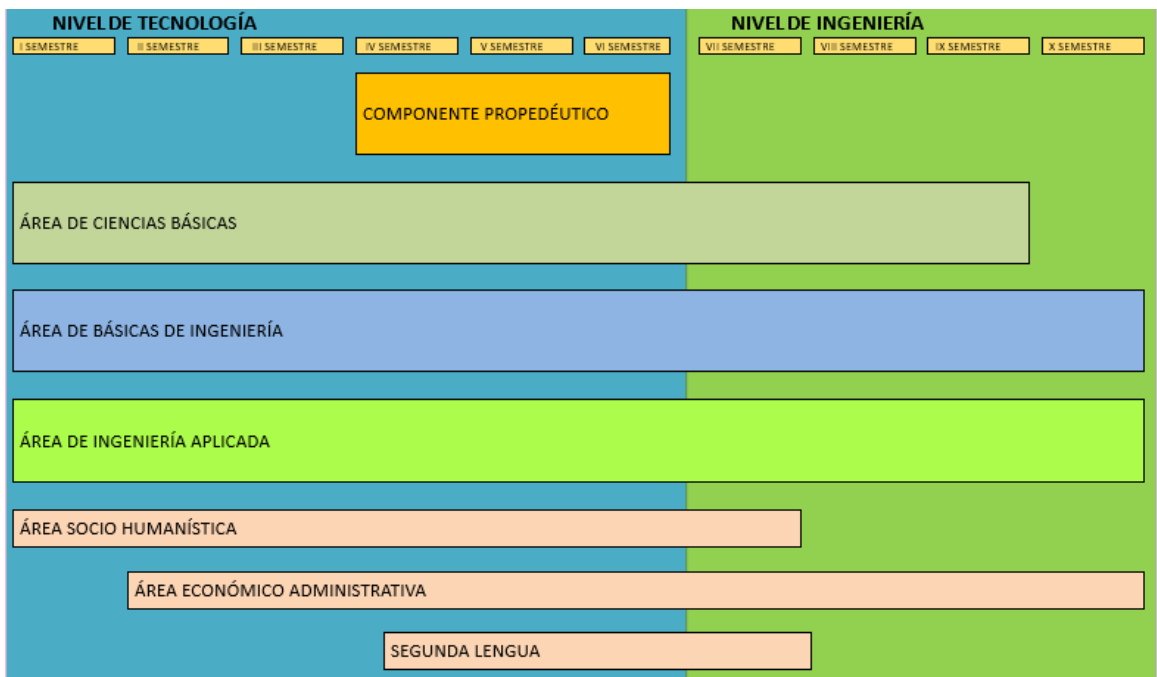 NIVEL DE TECNOLOGÍA
NIVEL DE INGENIERÍA
I SEMESTRE
II SEMESTRE
III SEMESTRE
IV SEMESTRE
V SEMESTRE
VI SEMESTRE
VII SEMESTRE
VIII SEMESTRE
IX SEMESTRE
X SEMESTRE
COMPONENTE PROPEDÉUTICO
ÁREA DE CIENCIAS BÁSICAS
ÁREA DE BÁSICAS DE INGENIERÍA
ÁREA DE INGENIERÍA APLICADA
ÁREA SOCIO HUMANÍSTICA
ÁREA ECONÓMICO ADMINISTRATIVA
SEGUNDA LENGUA